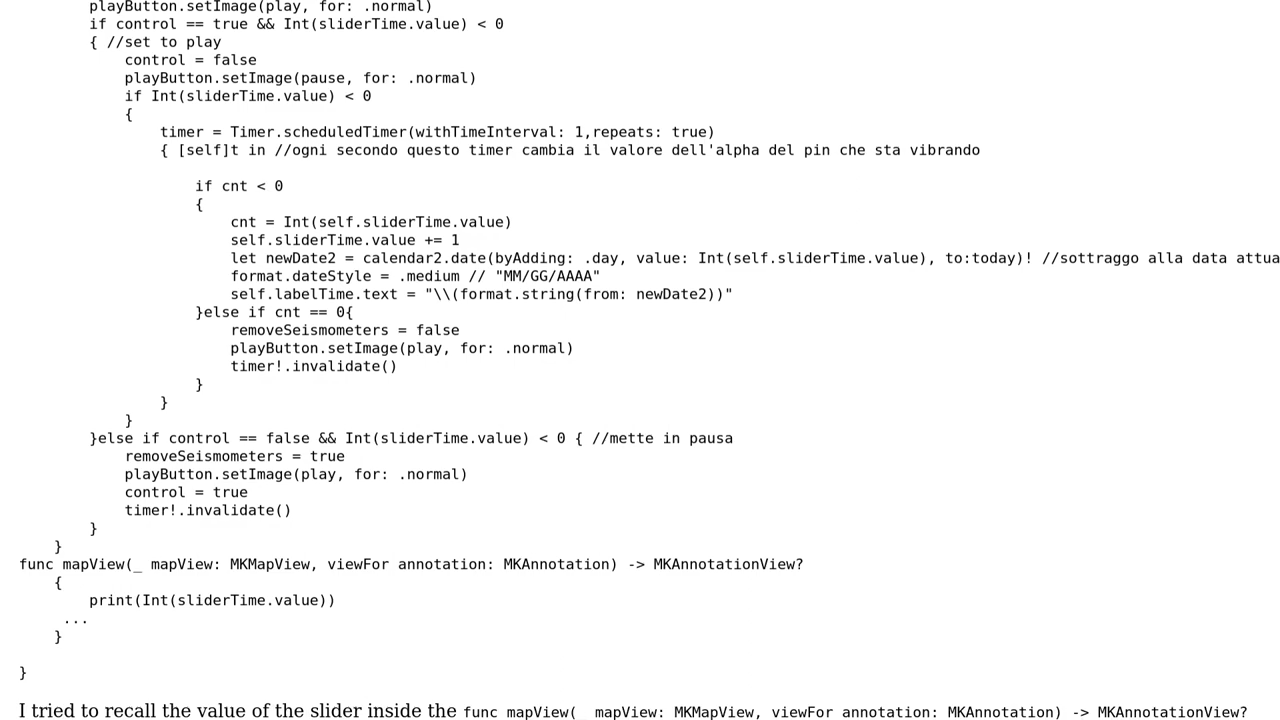 playButton.setImage(play, for: .normal)
if control == true && Int(sliderTime.value) < 0
{ //set to play
control = false
playButton.setImage(pause, for: .normal)
if Int(sliderTime.value) < 0
{
timer = Timer.scheduledTimer(withTimeInterval: 1,repeats: true)
{ [self]t in //ogni secondo questo timer cambia il valore dell'alpha del pin che sta vibrando
if cnt < 0
{
cnt = Int(self.sliderTime.value)
self.sliderTime.value += 1
let newDate2 = calendar2.date(byAdding: .day, value: Int(self.sliderTime.value), to:today)! //sottraggo alla data attua
format.dateStyle = .medium // "MM/GG/AAAA"
self.labelTime.text = "\\(format.string(from: newDate2))"
}else if cnt == 0{
removeSeismometers = false
playButton.setImage(play, for: .normal)
timer!.invalidate()
}
}
}
}else if control == false && Int(sliderTime.value) < 0 { //mette in pausa
removeSeismometers = true
playButton.setImage(play, for: .normal)
control = true
timer!.invalidate()
}
}
func mapView(_ mapView: MKMapView, viewFor annotation: MKAnnotation) -> MKAnnotationView?
{
print(Int(sliderTime.value))
...
}
}
I tried to recall the value of the slider inside the func mapView(_ mapView: MKMapView, viewFor annotation: MKAnnotation) -> MKAnnotationView?